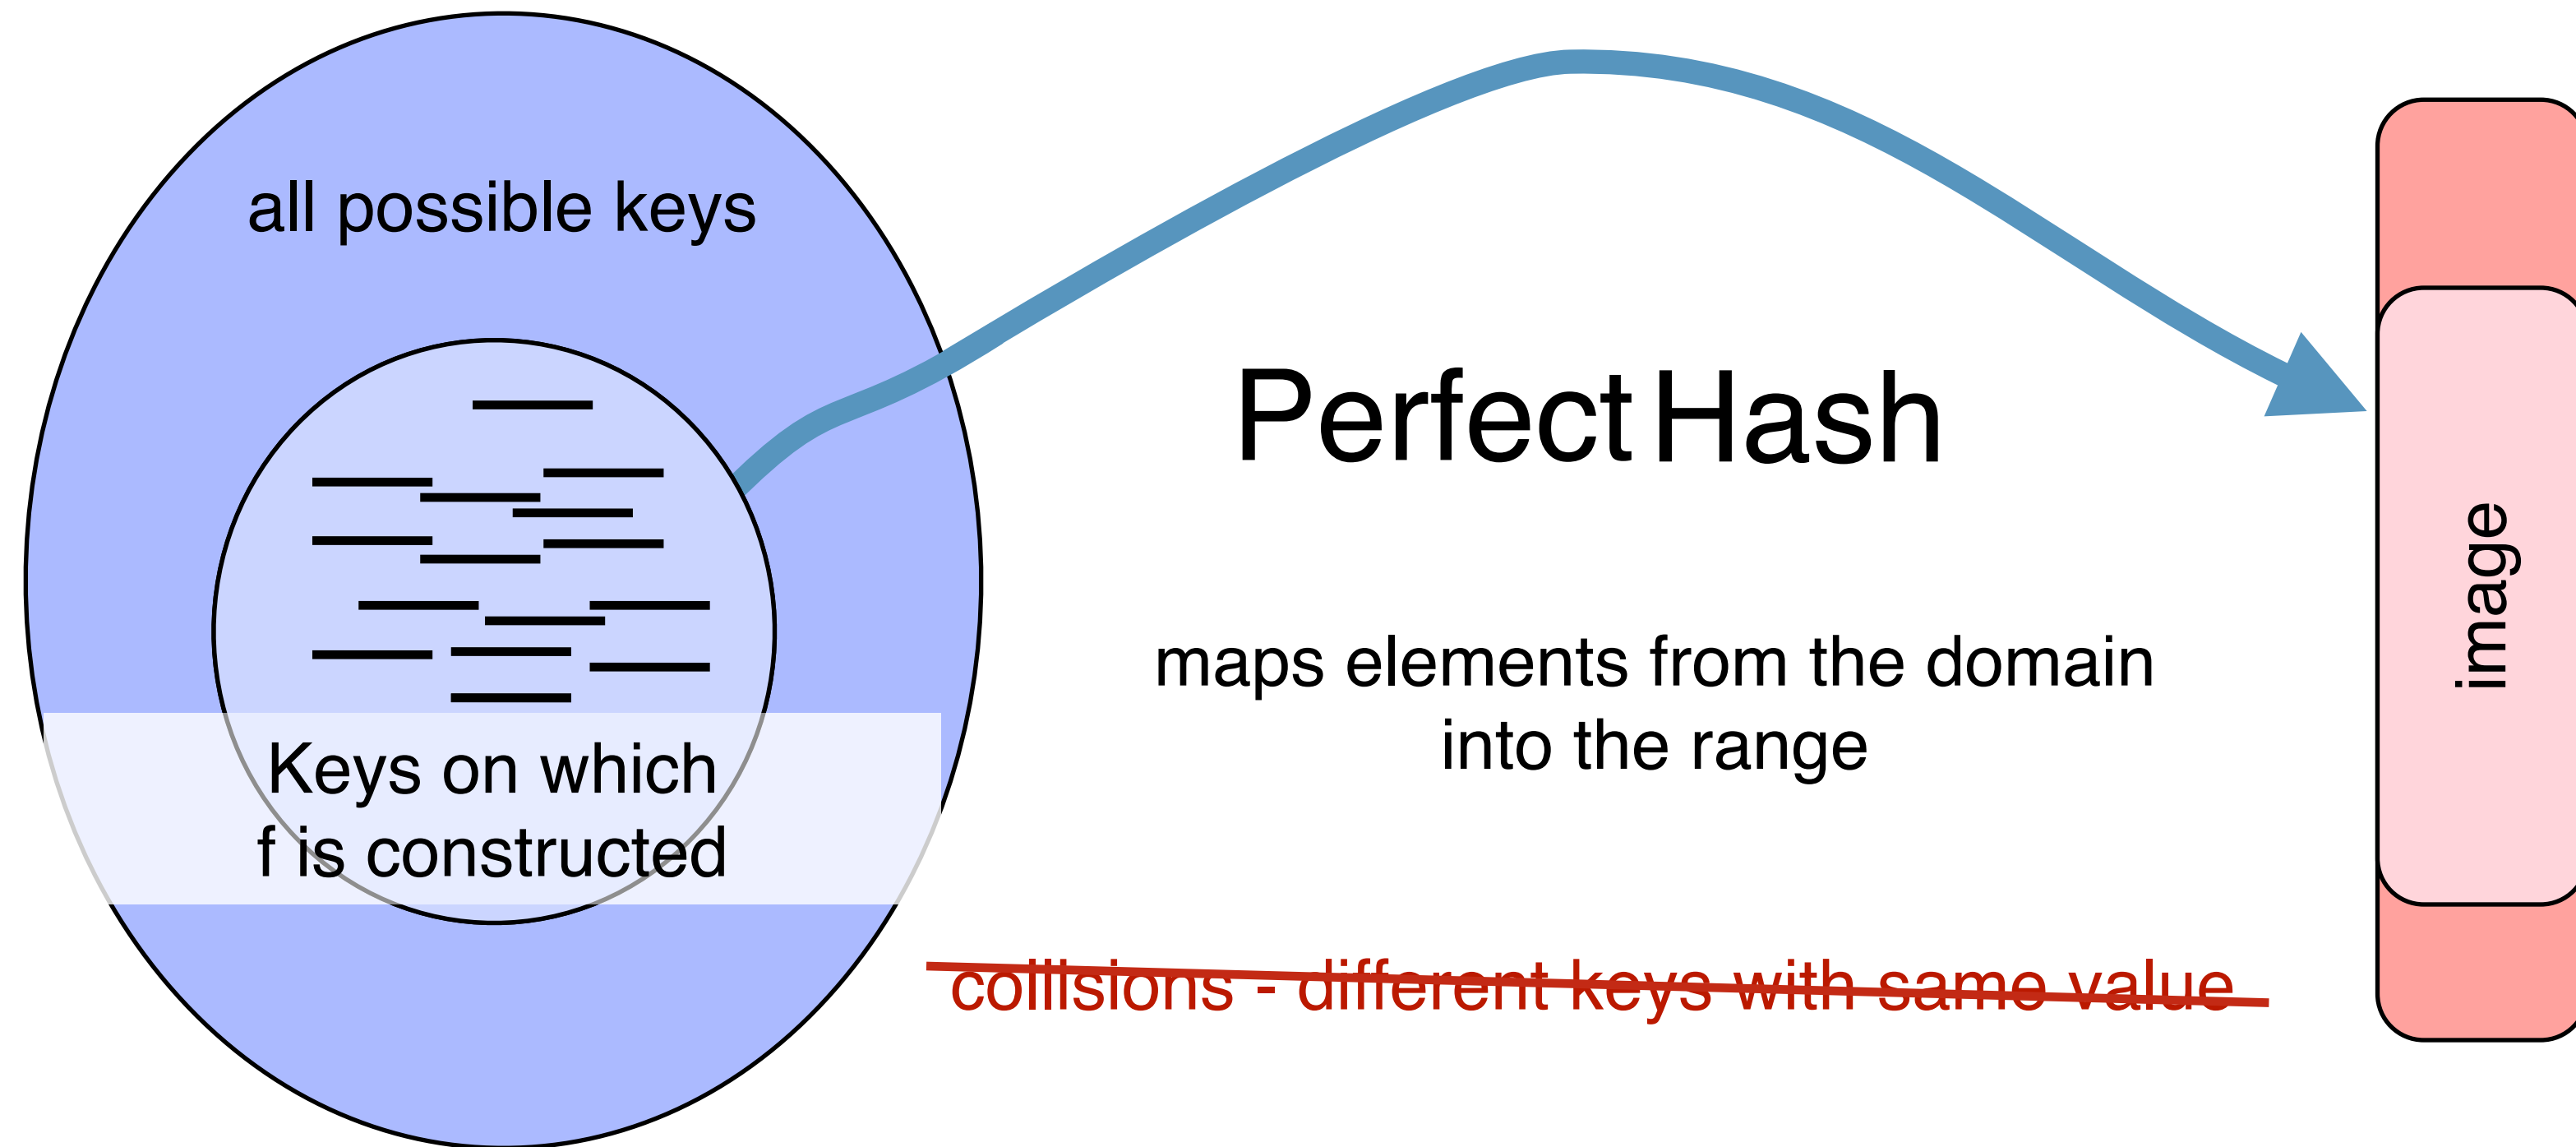 all possible keys
Keys on which
f is constructed
Perfect Hash
maps elements from the domain
into the range
collisions - different keys with same value
image